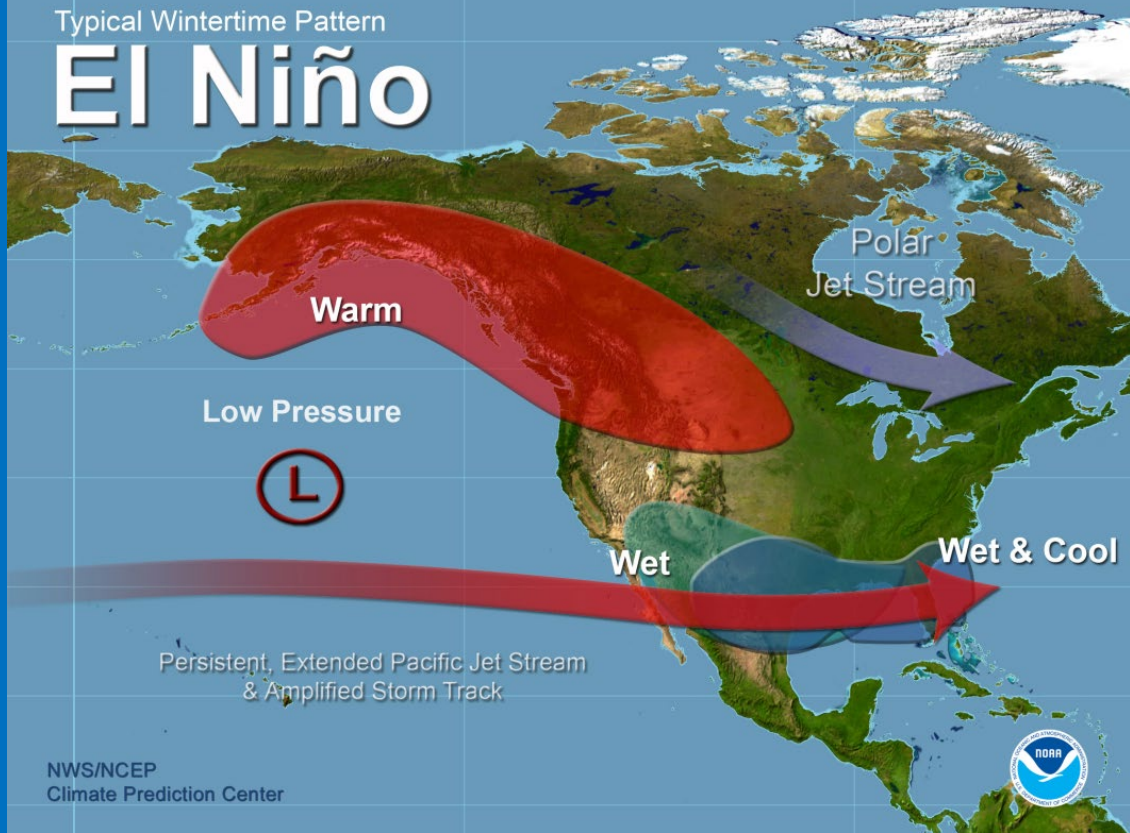 Typical Wintertime Pattern
El Niño
Polar
Jet Stream
Warm
Low Pressure
L
Wet
Wet & Cool
Persistent, Extended Pacific Jet Stream
& Amplified Storm Track
NWS/NCEP
Climate Prediction Center
NOAA